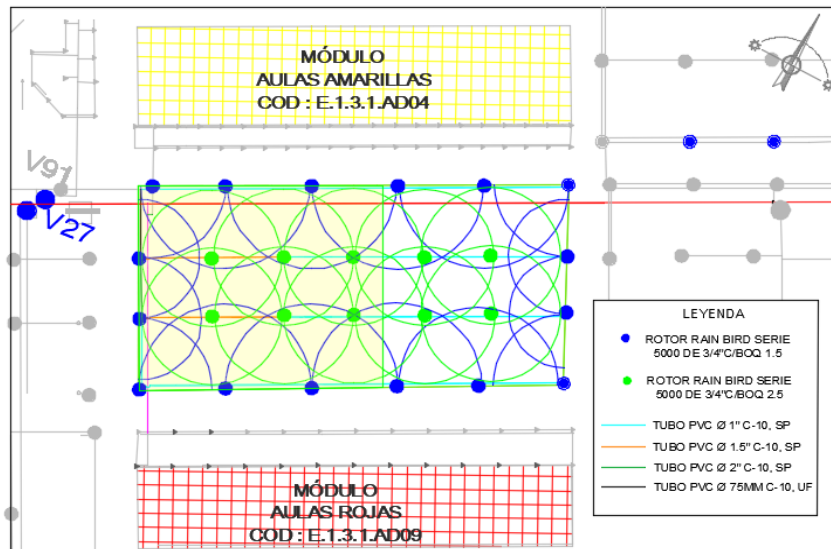 MÓDULO
AULAS AMARILLAS
COD : E.1.3.1.AD04
V91
V27
LEYENDA
ROTOR RAIN BIRD SERIE
5000 DE 3/4"C/BOQ 1.5
ROTOR RAIN BIRD SERIE
5000 DE 3/4"C/BOQ 2.5
TUBO PVC Ø 1" C-10, SP
TUBO PVC Ø 1.5" C-10, SP
TUBO PVC Ø 2" C-10, SP
TUBO PVC Ø 75MM C-10, UF
MÓDULO
AULAS ROJAS
COD : E.1.3.1.AD09